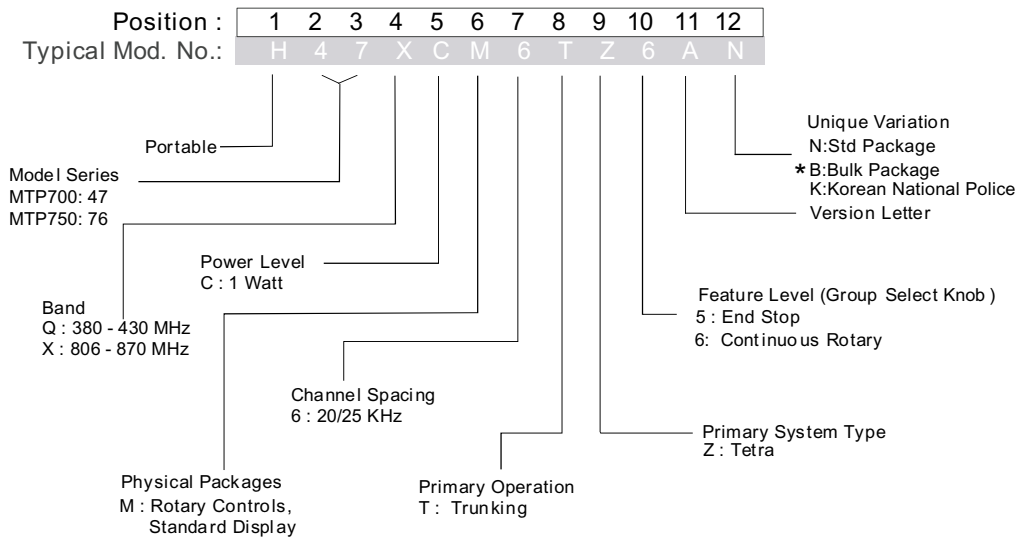 Position : 1 2 3 4 5 6 7 8 9 10 11 12
Typical Mod. No.: H 4 7 X C M 6 T Z 6 A N
Portable
Model Series
MTP700: 47
MTP750: 76
Band
Q : 380 - 430 MHz
X : 806 - 870 MHz
Power Level
C : 1 Watt
Physical Packages
M : Rotary Controls,
Standard Display
Channel Spacing
6 : 20/25 KHz
Primary Operation
T : Trunking
Primary System Type
Z : Tetra
Feature Level (Group Select Knob )
5 : End Stop
6: Continuous Rotary
Version Letter
Unique Variation
N:Std Package
*B:Bulk Package
K:Korean National Police